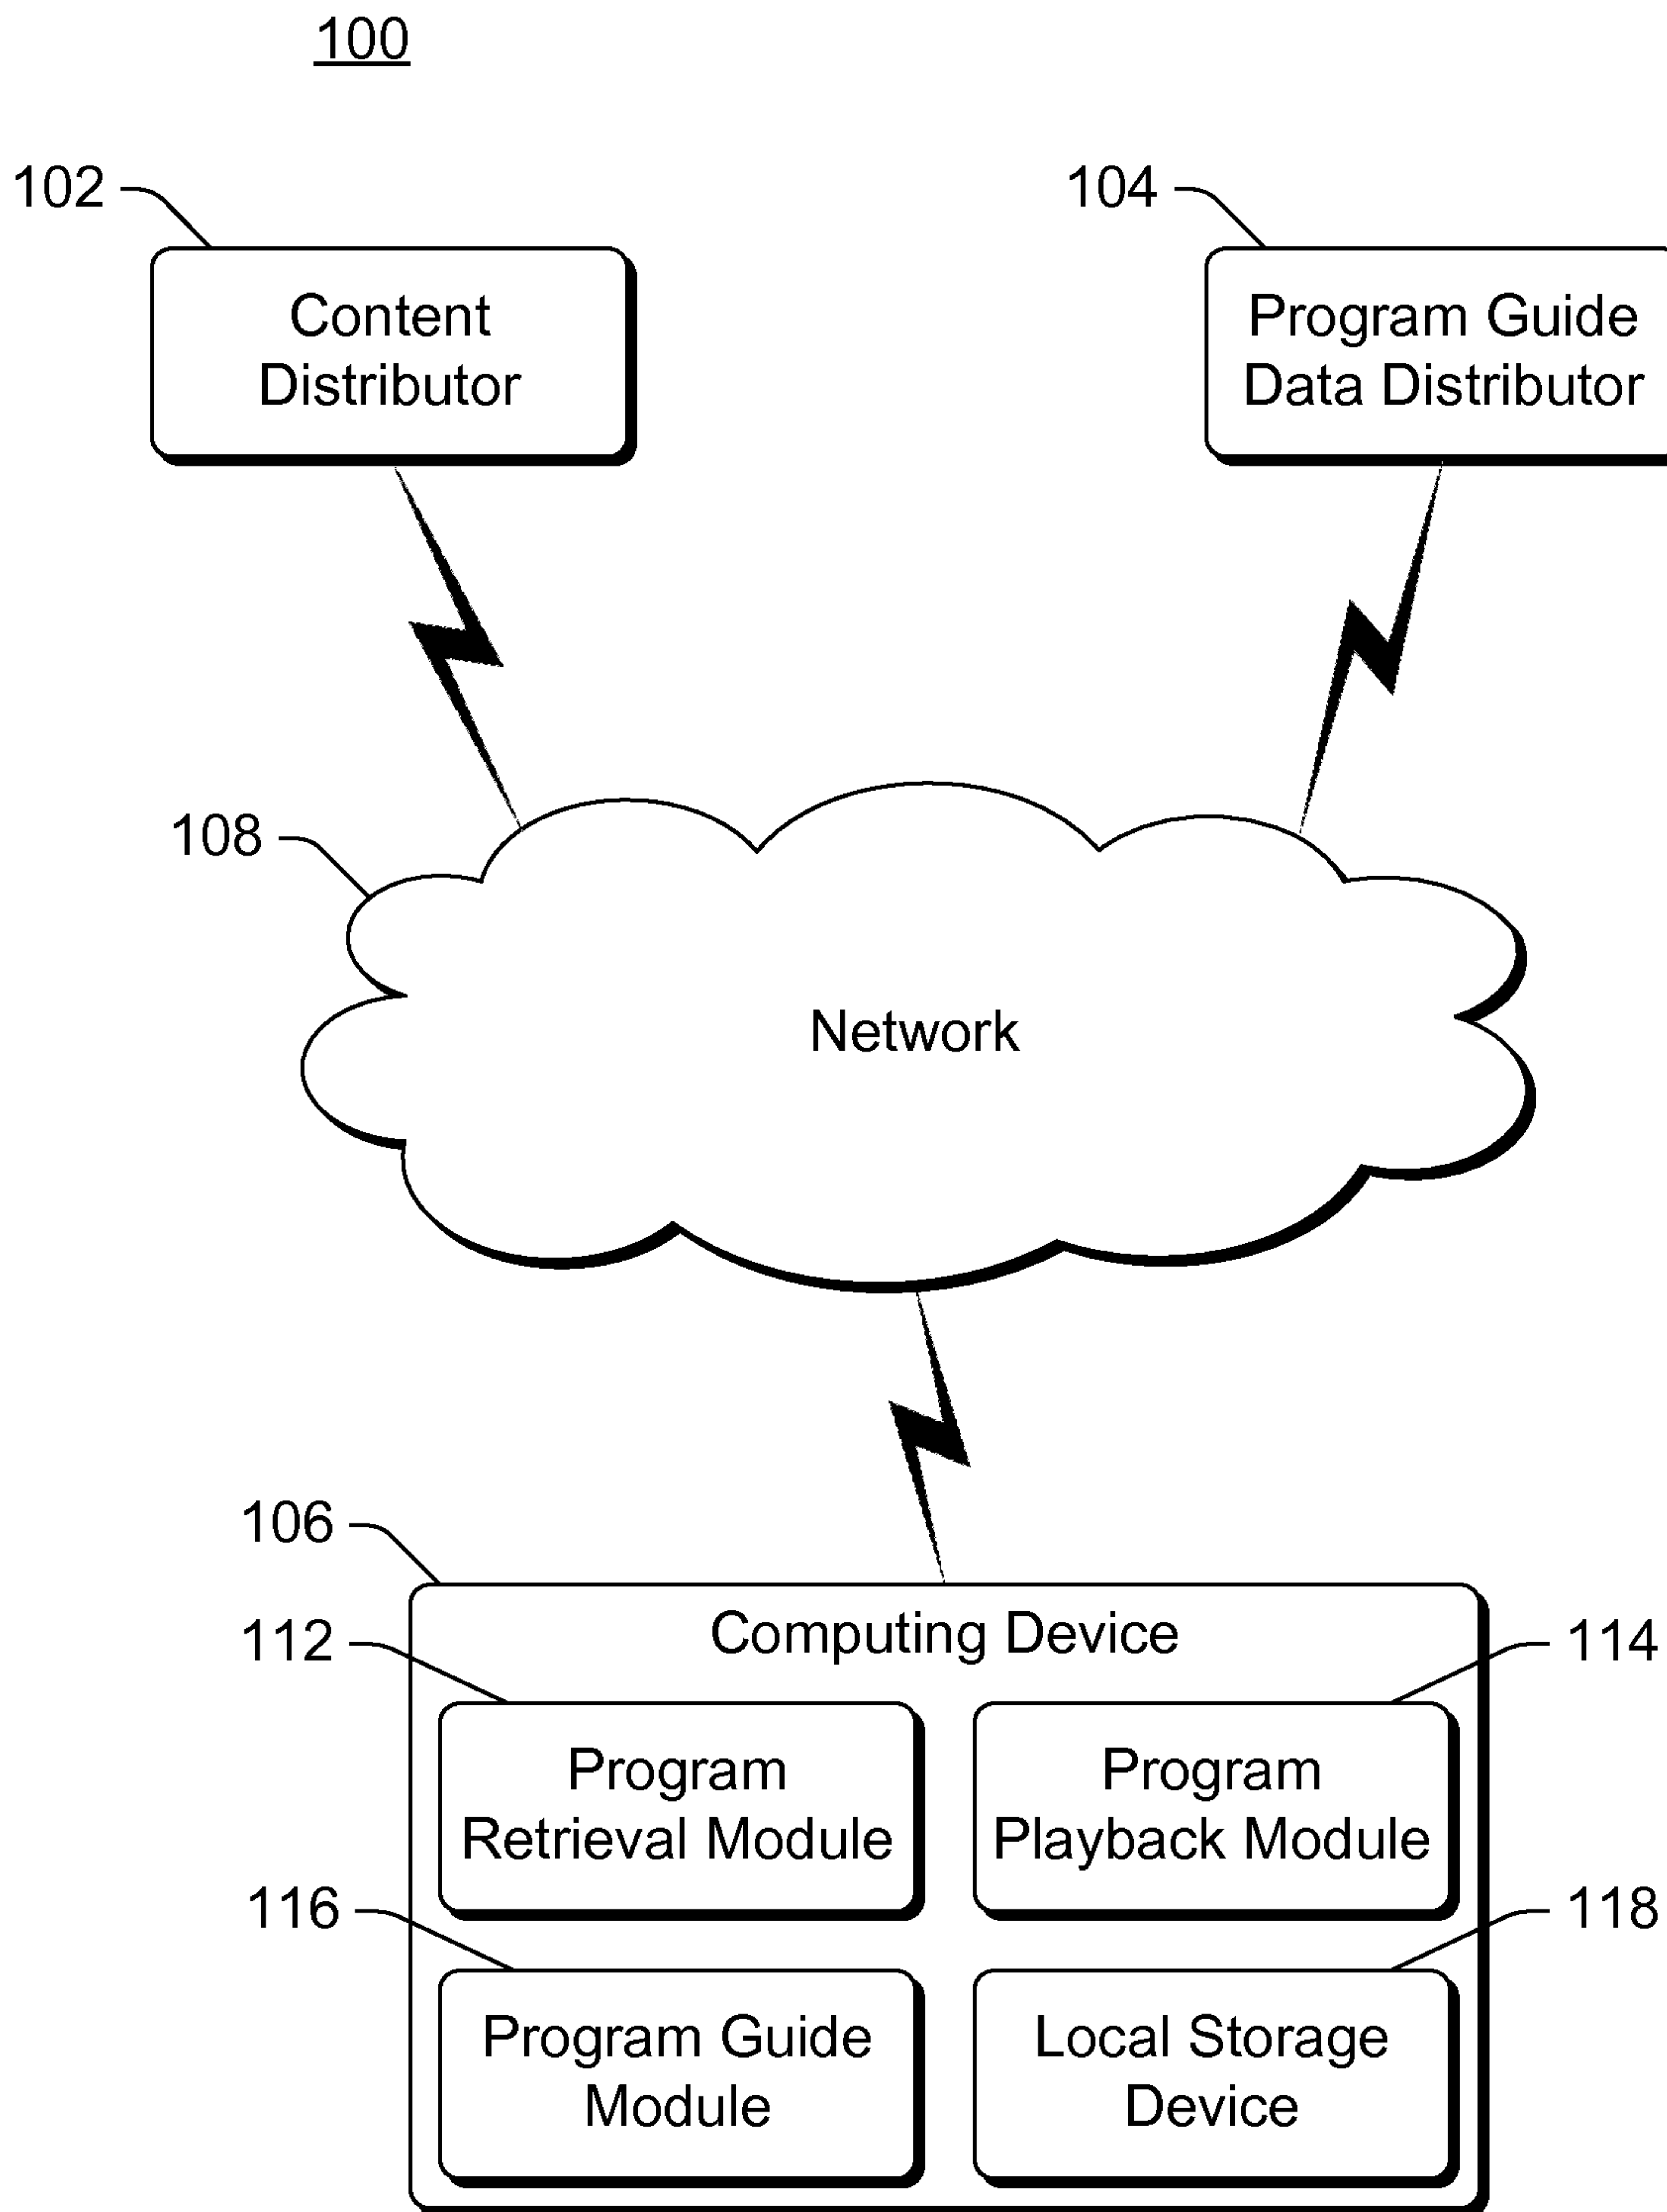 100
102
104
Content
Distributor
Program Guide
Data Distributor
108
Network
106
Computing Device
112
114
Program
Retrieval Module
Program
Playback Module
116
118
Program Guide
Module
Local Storage
Device